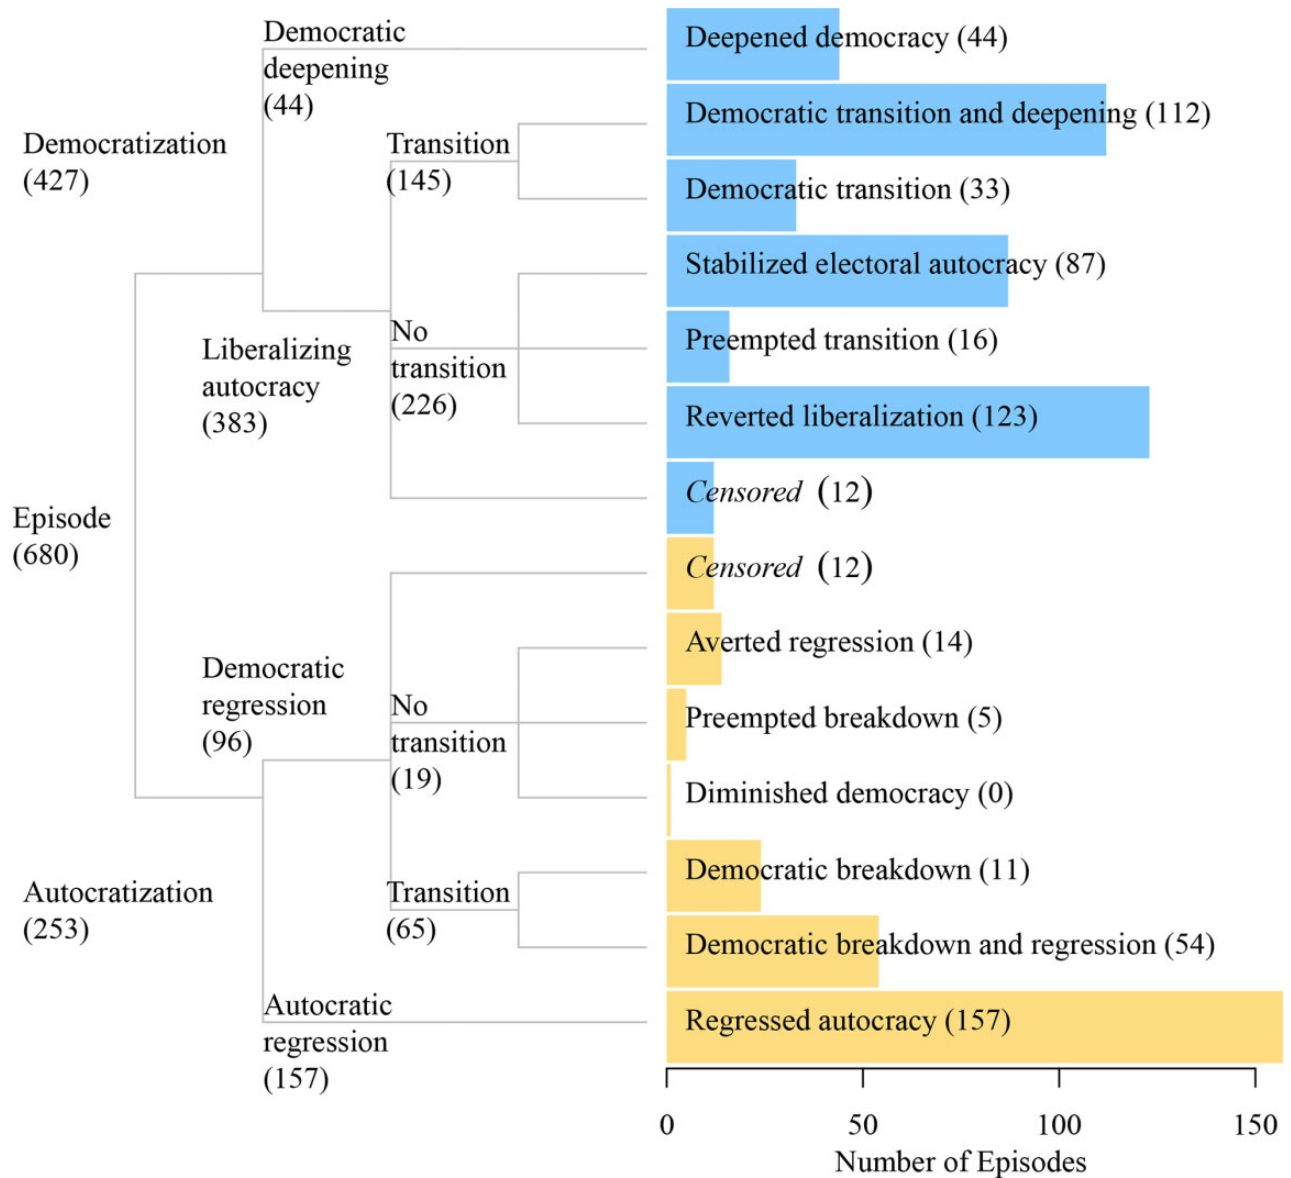 Democratic
deepening
(44)
Democratization
(427)
Transition
(145)
Liberalizing
autocracy
(383)
No
transition
(226)
Episode
(680)
Democratic
regression
(96)
No
transition
(19)
Autocratization
(253)
Transition
(65)
Autocratic
regression
(157)
Deepened democracy (44)
Democratic transition and deepening (112)
Democratic transition (33)
Stabilized electoral autocracy (87)
Preempted transition (16)
Reverted liberalization (123)
Censored (12)
Censored (12)
Averted regression (14)
Preempted breakdown (5)
Diminished democracy (0)
Democratic breakdown (11)
Democratic breakdown and regression (54)
Regressed autocracy (157)
0 50 100 150
Number of Episodes